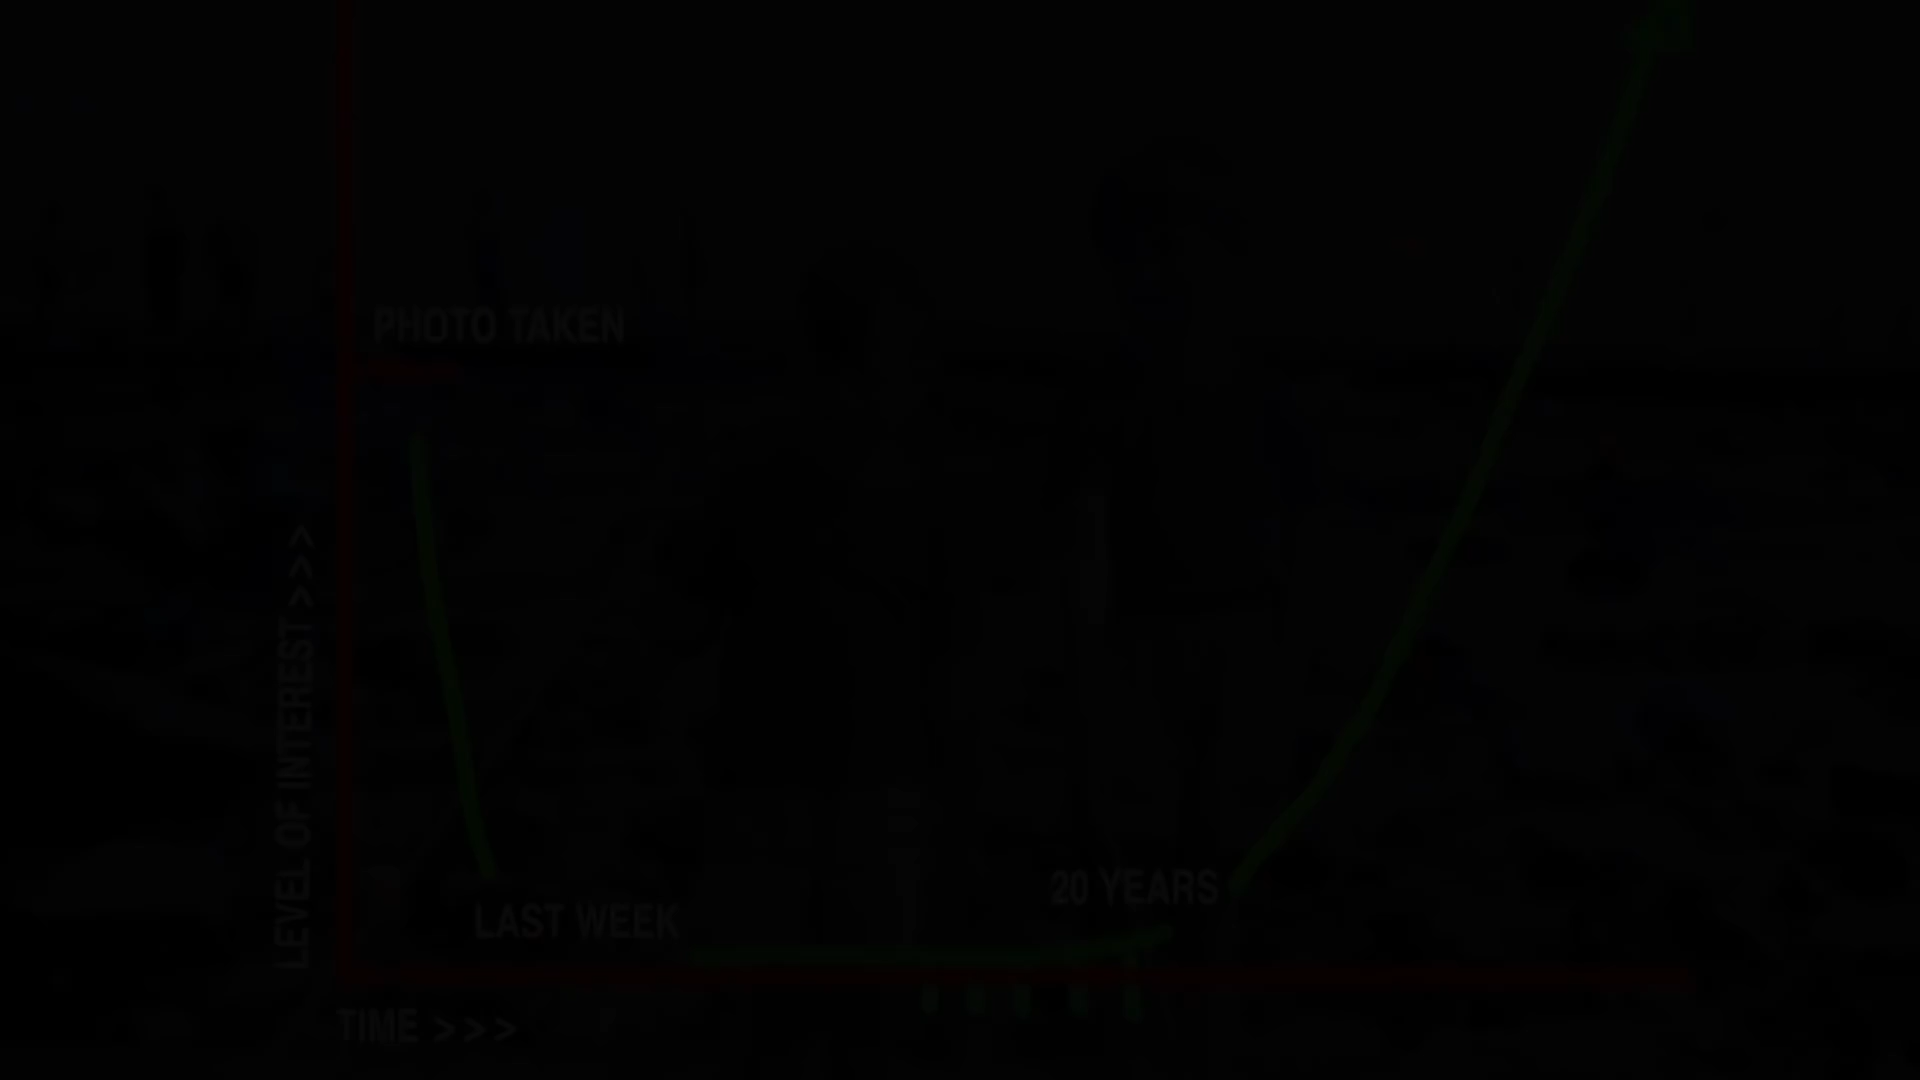 PHOTO TAKEN
LEVEL OF INTEREST >>>
20 YEARS
LAST WEEK
TIME >>>